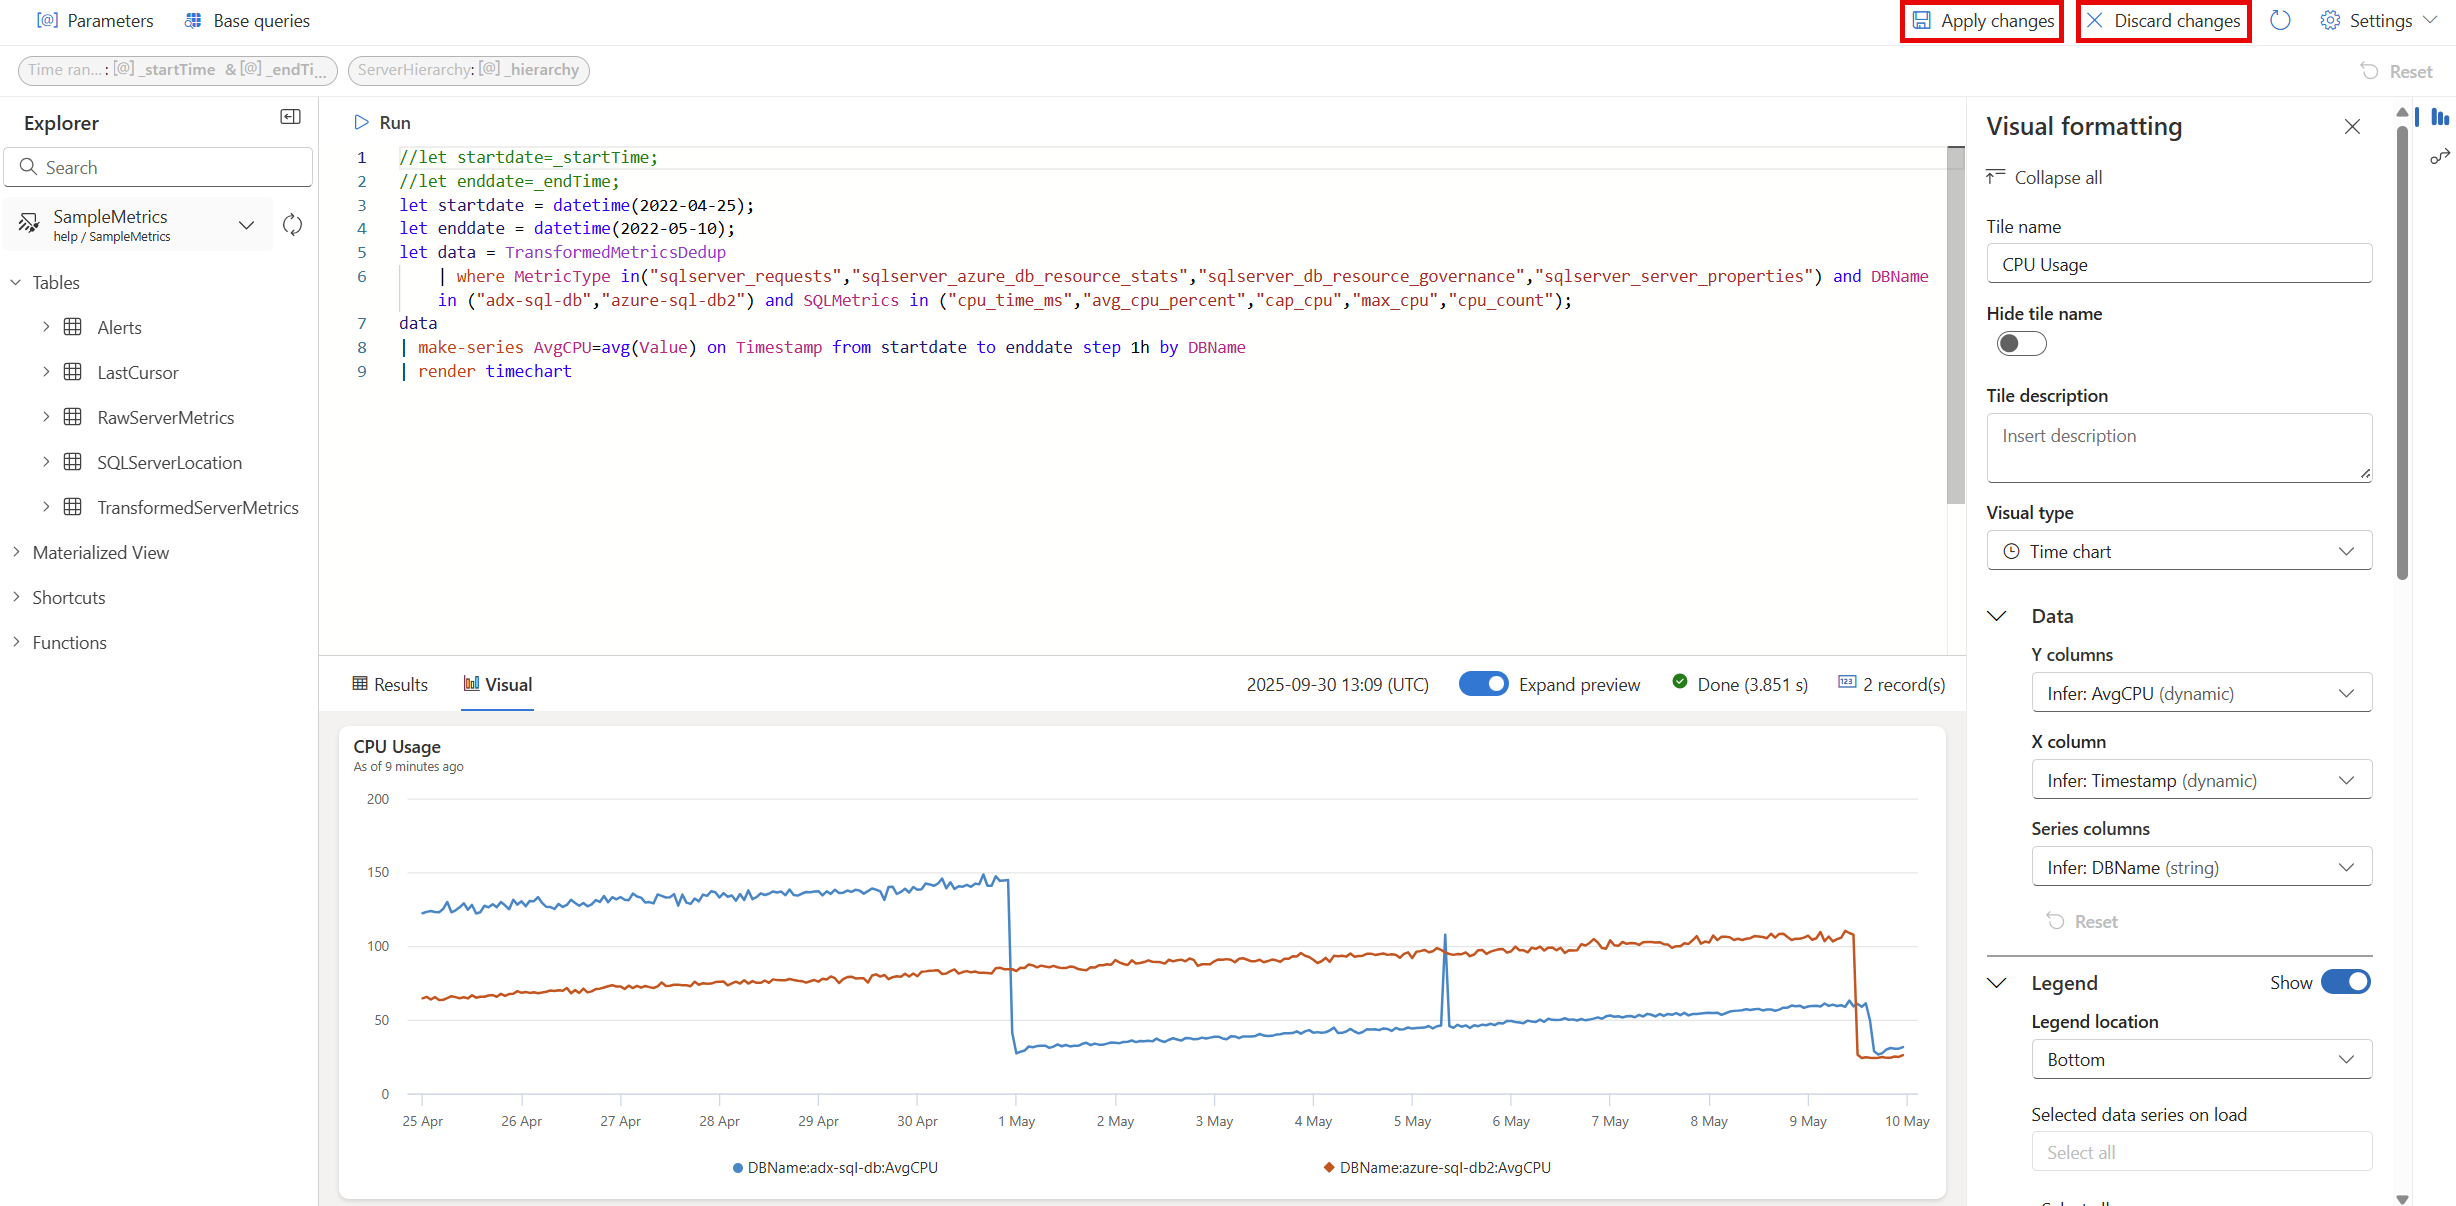 Parameters
Base queries
Apply changes
Discard changes
Settings
Time ran... : [@] _startTime & [@] _endTi...
ServerHierarchy: [@] _hierarchy
Reset
Explorer
Search
SampleMetrics
help / SampleMetrics
Tables
Alerts
LastCursor
RawServerMetrics
SQLServerLocation
TransformedServerMetrics
Materialized View
Shortcuts
Functions
Run
1 //let startdate=_startTime;
2 //let enddate=_endTime;
3 let startdate = datetime(2022-04-25);
4 let enddate = datetime(2022-05-10);
5 let data = TransformedMetricsDedup
6 | where MetricType in("sqlserver_requests","sqlserver_azure_db_resource_stats","sqlserver_db_resource_governance","sqlserver_server_properties") and DBName
in ("adx-sql-db","azure-sql-db2") and SQLMetrics in ("cpu_time_ms","avg_cpu_percent","cap_cpu","max_cpu","cpu_count");
7 data
8 | make-series AvgCPU=avg(Value) on Timestamp from startdate to enddate step 1h by DBName
9 | render timechart
Results
Visual
2025-09-30 13:09 (UTC)
Expand preview
Done (3.851 s)
123 2 record(s)
CPU Usage
As of 9 minutes ago
200
150
100
50
0
25 Apr 26 Apr 27 Apr 28 Apr 29 Apr 30 Apr 1 May 2 May 3 May 4 May 5 May 6 May 7 May 8 May 9 May 10 May
DBName:adx-sql-db:AvgCPU
DBName:azure-sql-db2:AvgCPU
Visual formatting
Collapse all
Tile name
CPU Usage
Hide tile name
Tile description
Insert description
Visual type
Time chart
Data
Y columns
Infer: AvgCPU (dynamic)
X column
Infer: Timestamp (dynamic)
Series columns
Infer: DBName (string)
Reset
Legend
Show
Legend location
Bottom
Selected data series on load
Select all